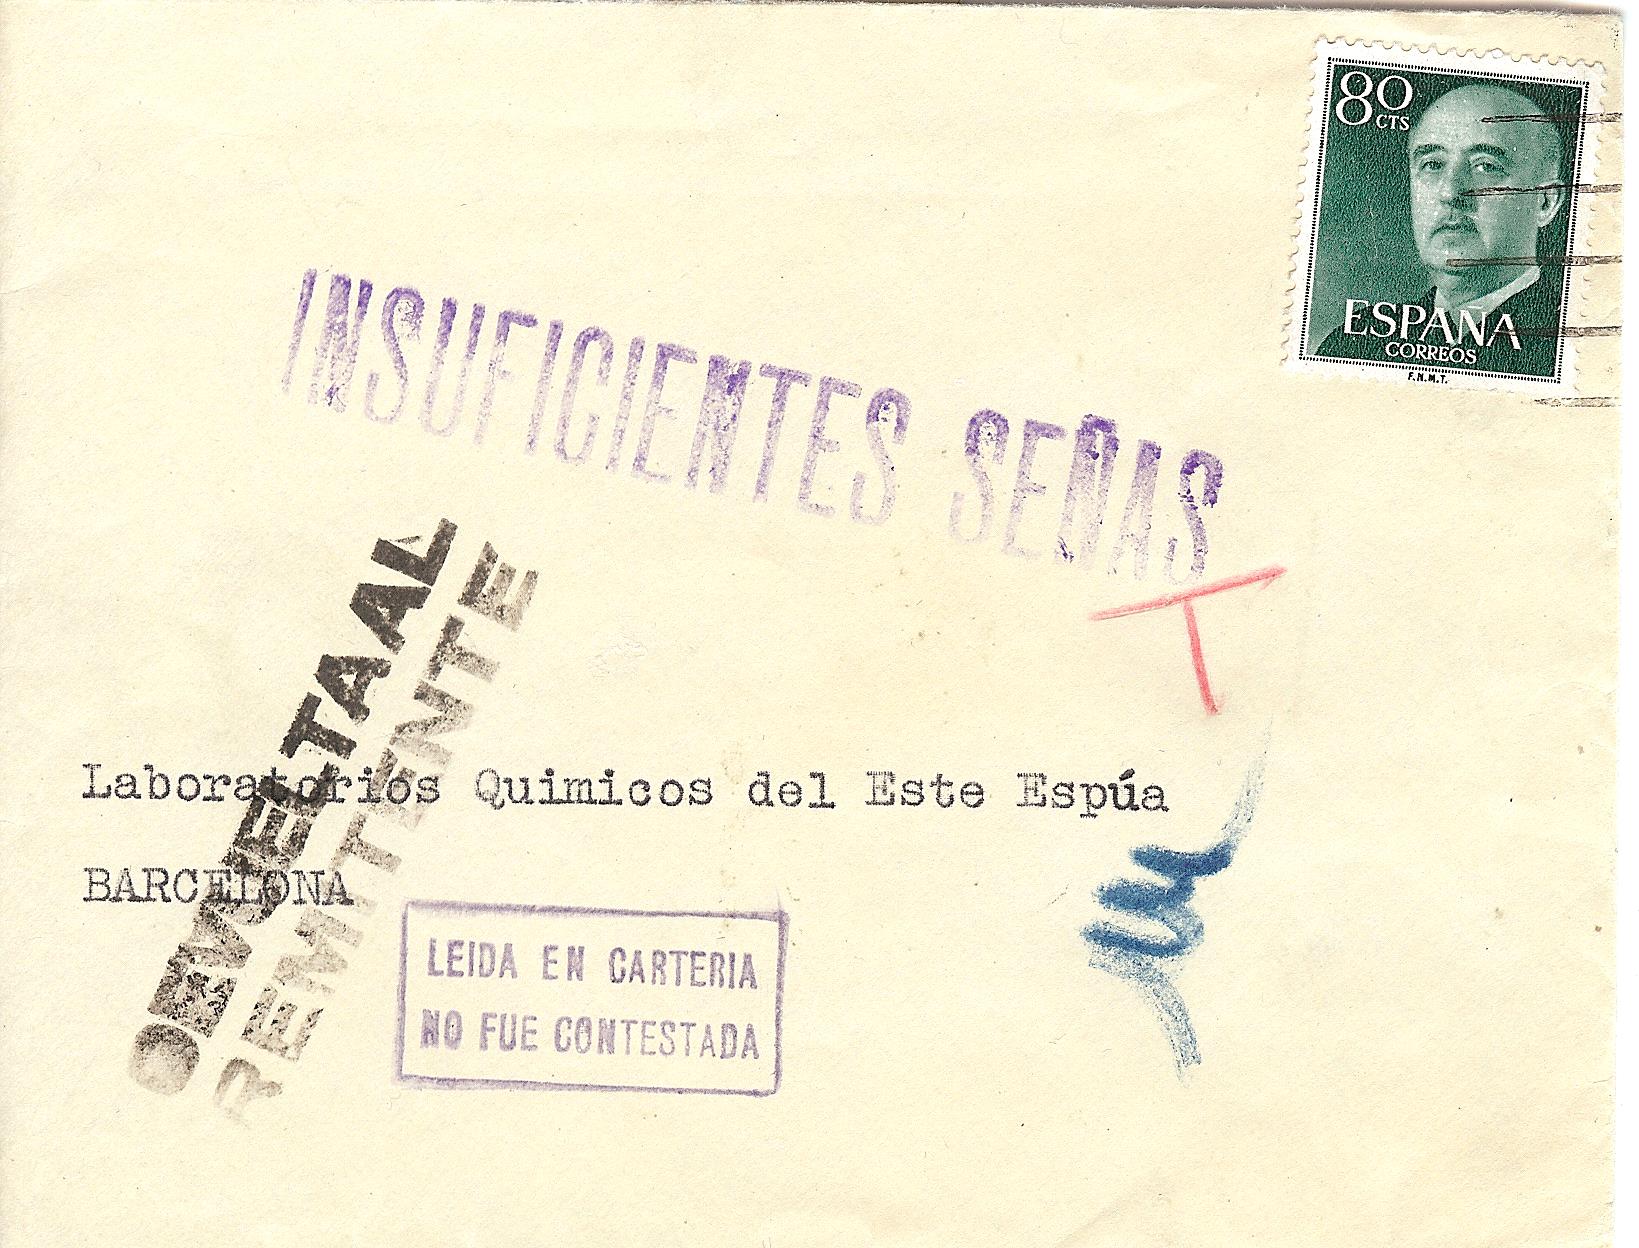 80
CTS
ESPAÑA
CORREOS
F.N.M.T.
INSUFICIENTES SEÑAS
T
DEVUELTA AL
REMITENTE
Laboratorios Quimicos del Este Espúa
BARCELONA
LEIDA EN CARTERIA
NO FUE CONTESTADA